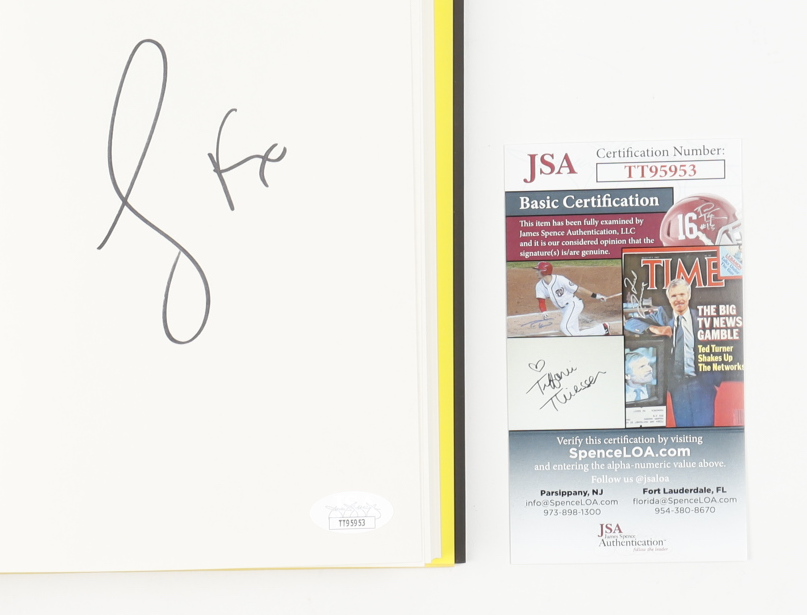 JSA
Certification Number:
TT95953
Basic Certification
This item has been fully examined by
James Spence Authentication, LLC
and it is our considered opinion that the
signature(s) is/are genuine.
16
TIME
THE BIG
TV NEWS
GAMBLE
Ted Turner
Shakes Up
The Networks
Tiffani
Thiessen
Verify this certification by visiting
SpenceLOA.com
and entering the alpha-numeric value above.
Follow us @jsaloa
Parsippany, NJ
info@SpenceLOA.com
973-898-1300
Fort Lauderdale, FL
florida@SpenceLOA.com
954-380-8670
JSA
James Spence
Authentication
TT95953